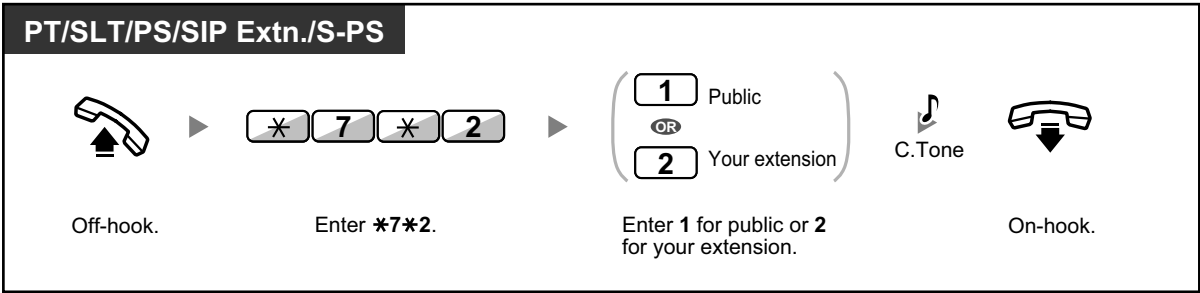 PT/SLT/PS/SIP Extn./S-PS
1 Public
OR
2 Your extension
✳ 7 ✳ 2
C.Tone
Off-hook.
Enter ✳7✳2.
Enter 1 for public or 2
for your extension.
On-hook.